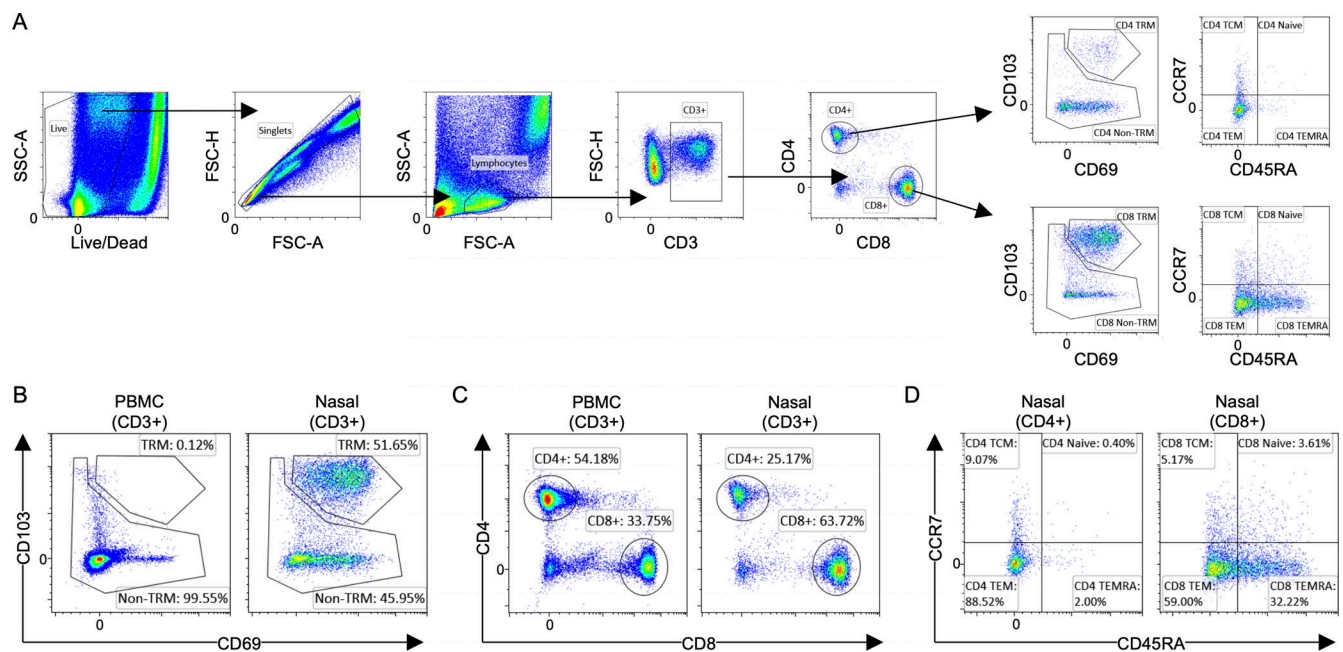 A
SSC-A
Live
0
0
Live/Dead
FSC-H
Singlets
0
0
FSC-A
SSC-A
Lymphocytes
0
0
FSC-A
FSC-H
CD3+
0
0
CD3
CD4
CD4+
CD8+
0
0
CD8
CD103
CD4 TRM
CD4 Non-TRM
0
0
CD69
CCR7
CD4 TCM
CD4 Naive
CD4 TEM
CD4 TEMRA
0
0
CD45RA
CD103
CD8 TRM
CD8 Non-TRM
0
0
CD69
CCR7
CD8 TCM
CD8 Naive
CD8 TEM
CD8 TEMRA
0
0
CD45RA
B
PBMC
(CD3+)
Nasal
(CD3+)
TRM: 0.12%
TRM: 51.65%
Non-TRM: 99.55%
Non-TRM: 45.95%
CD103
0
0
CD69
C
PBMC
(CD3+)
Nasal
(CD3+)
CD4+: 54.18%
CD4+: 25.17%
CD8+: 33.75%
CD8+: 63.72%
CD4
0
0
CD8
D
Nasal
(CD4+)
Nasal
(CD8+)
CD4 TCM:
9.07%
CD4 Naive: 0.40%
CD8 TCM:
5.17%
CD8 Naive: 3.61%
CD4 TEM:
88.52%
CD4 TEMRA:
2.00%
CD8 TEM:
59.00%
CD8 TEMRA:
32.22%
CCR7
0
0
CD45RA